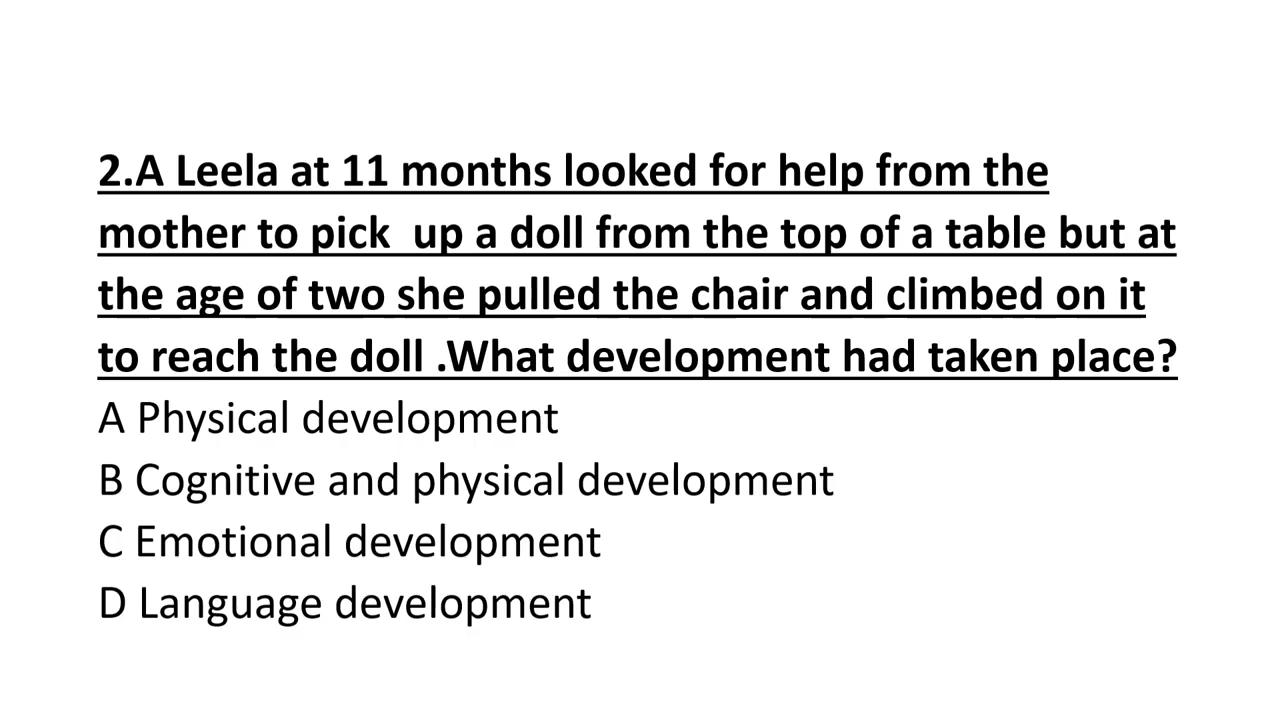 2.A Leela at 11 months looked for help from the
mother to pick  up a doll from the top of a table but at
the age of two she pulled the chair and climbed on it
to reach the doll .What development had taken place?
A Physical development
B Cognitive and physical development
C Emotional development
D Language development